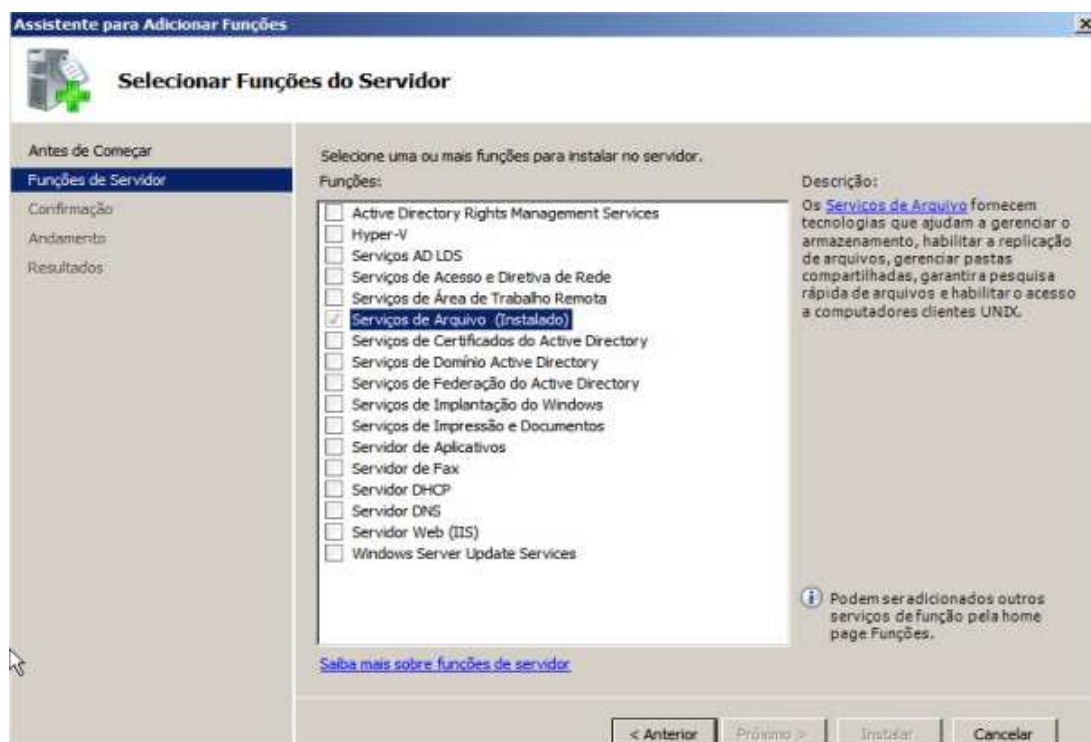 Assistente para Adicionar Funções
Selecionar Funções do Servidor
Antes de Começar
Funções de Servidor
Confirmação
Andamento
Resultados
Selecione uma ou mais funções para instalar no servidor.
Funções:
Active Directory Rights Management Services
Hyper-V
Serviços AD LDS
Serviços de Acesso e Diretiva de Rede
Serviços de Área de Trabalho Remota
Serviços de Arquivo (Instalado)
Serviços de Certificados do Active Directory
Serviços de Domínio Active Directory
Serviços de Federação do Active Directory
Serviços de Implantação do Windows
Serviços de Impressão e Documentos
Servidor de Aplicativos
Servidor de Fax
Servidor DHCP
Servidor DNS
Servidor Web (IIS)
Windows Server Update Services
Saiba mais sobre funções de servidor
Descrição:
Os Serviços de Arquivo fornecem
tecnologias que ajudam a gerenciar o
armazenamento, habilitar a replicação
de arquivos, gerenciar pastas
compartilhadas, garantir a pesquisa
rápida de arquivos e habilitar o acesso
a computadores clientes UNIX.
Podem ser adicionados outros
serviços de função pela home
page Funções.
< Anterior
Próximo >
Instalar
Cancelar